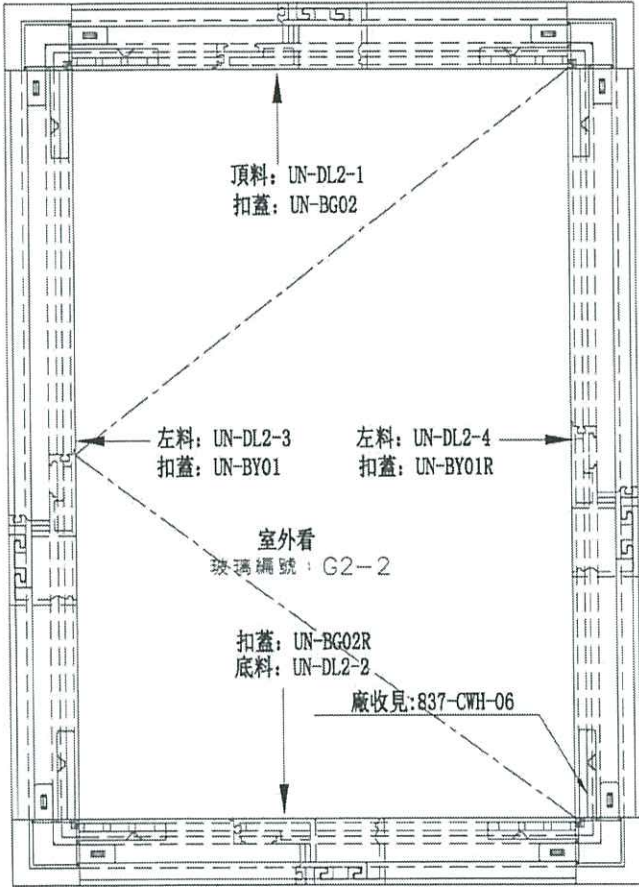 頂料: UN-DL2-1
扣蓋: UN-BG02
左料: UN-DL2-3
扣蓋: UN-BY01
左料: UN-DL2-4
扣蓋: UN-BY01R
室外看
玻璃編號: G2-2
扣蓋: UN-BG02R
底料: UN-DL2-2
廠收見:837-CWH-06